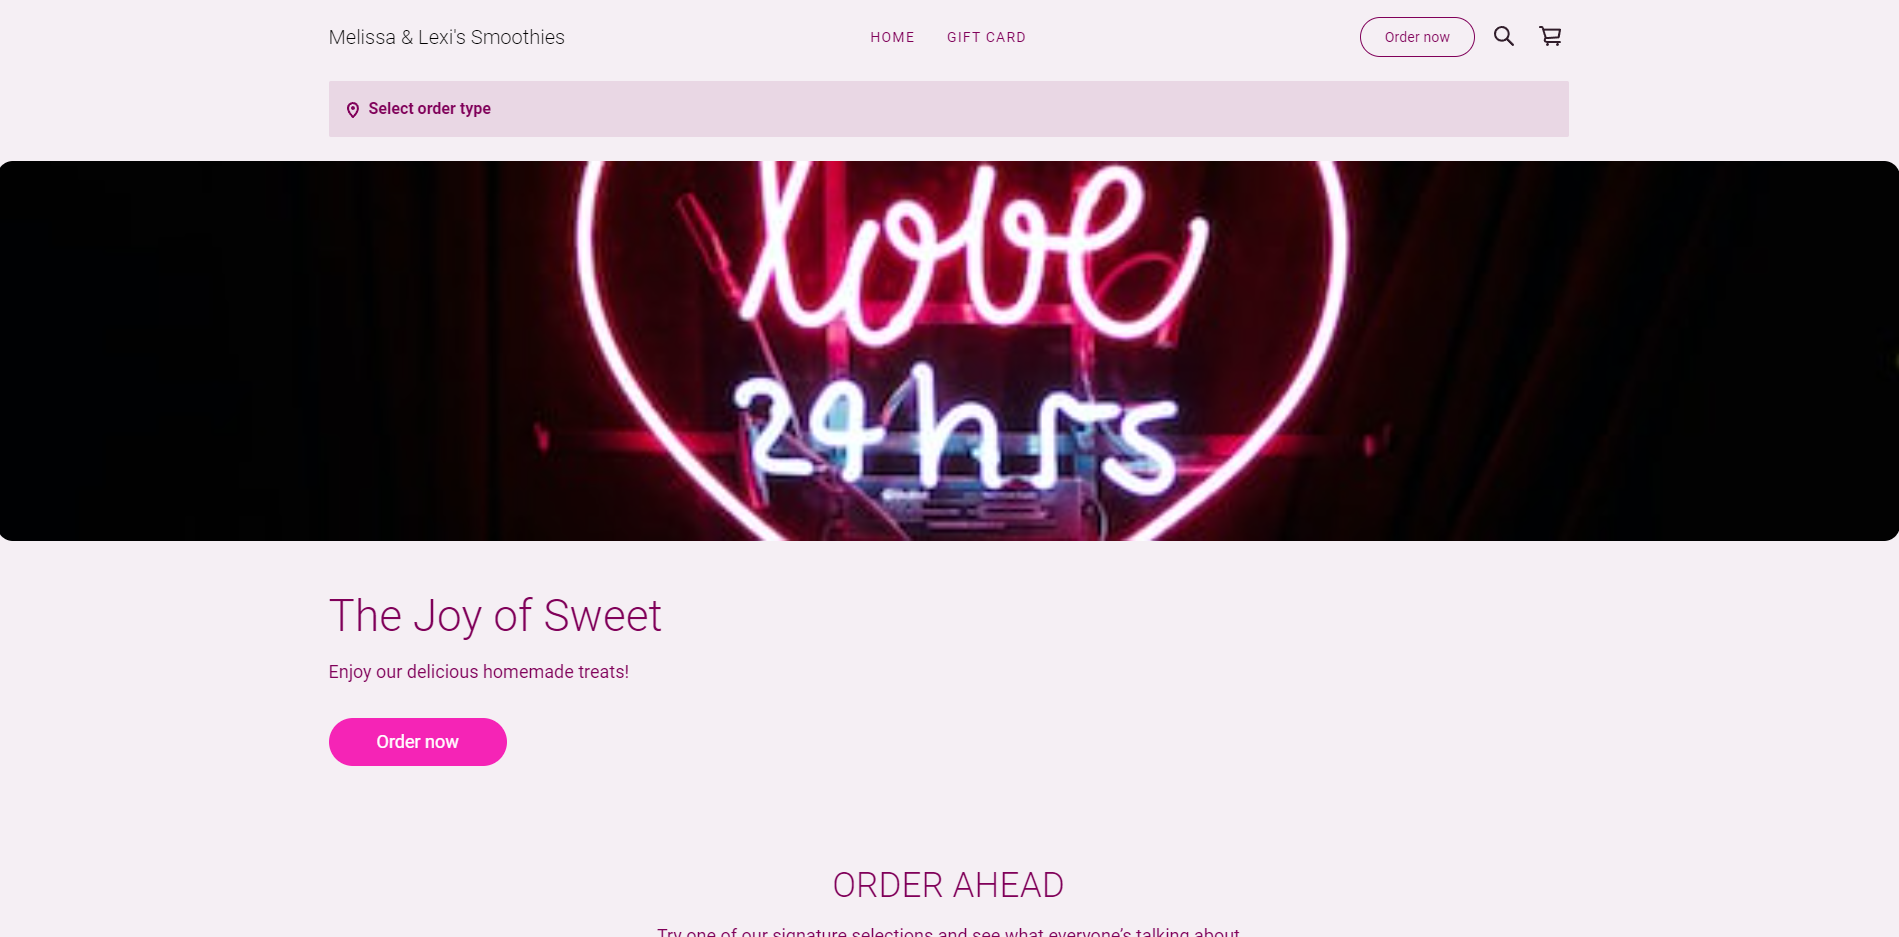 Melissa & Lexi's Smoothies
HOME
GIFT CARD
Order now
Select order type
love
24hrs
The Joy of Sweet
Enjoy our delicious homemade treats!
Order now
ORDER AHEAD
Try one of our signature selections and see what everyone’s talking about